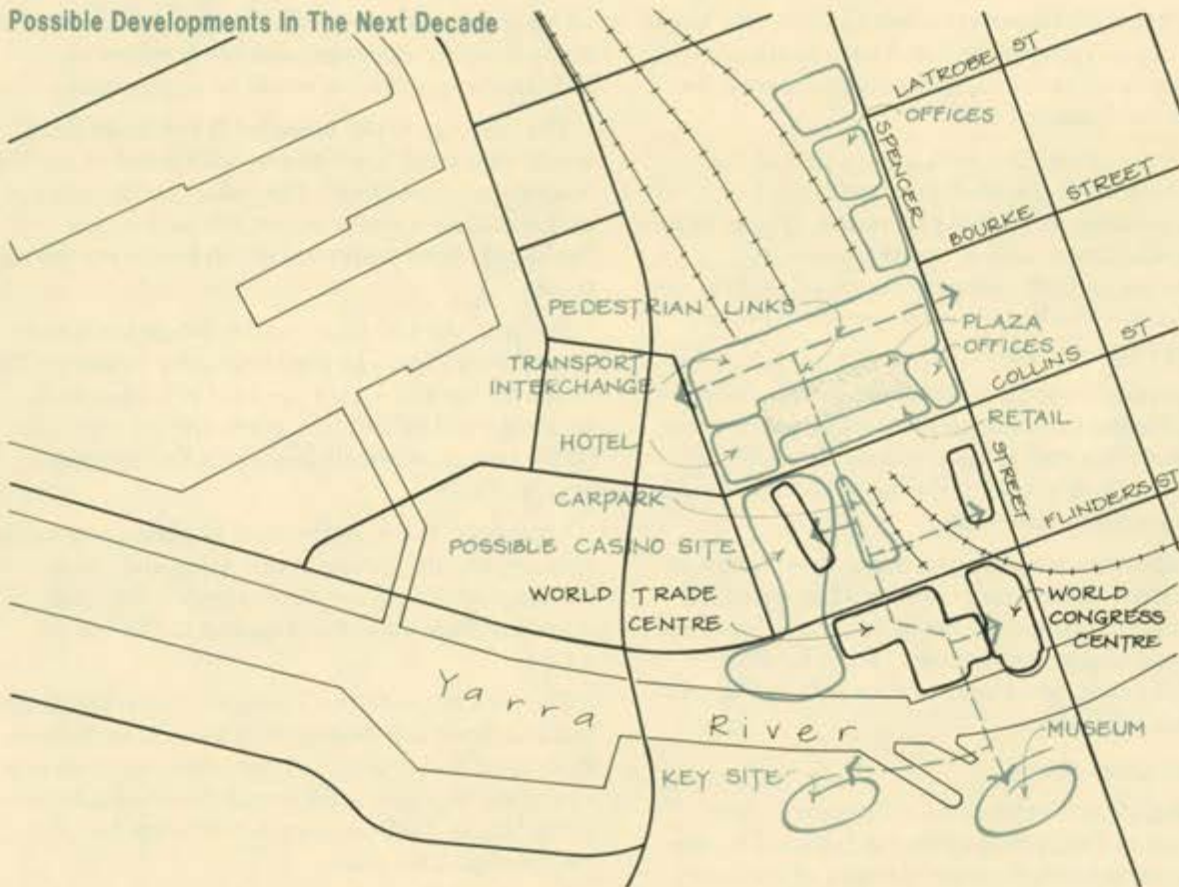 Possible Developments In The Next Decade
LATROBE ST
OFFICES
SPENCER
BOURKE STREET
PEDESTRIAN LINKS
PLAZA
OFFICES
TRANSPORT
INTERCHANGE
COLLINS ST
RETAIL
HOTEL
STREET
CARPARK
FLINDERS ST
POSSIBLE CASINO SITE
WORLD TRADE
CENTRE
WORLD
CONGRESS
CENTRE
Yarra River
MUSEUM
KEY SITE